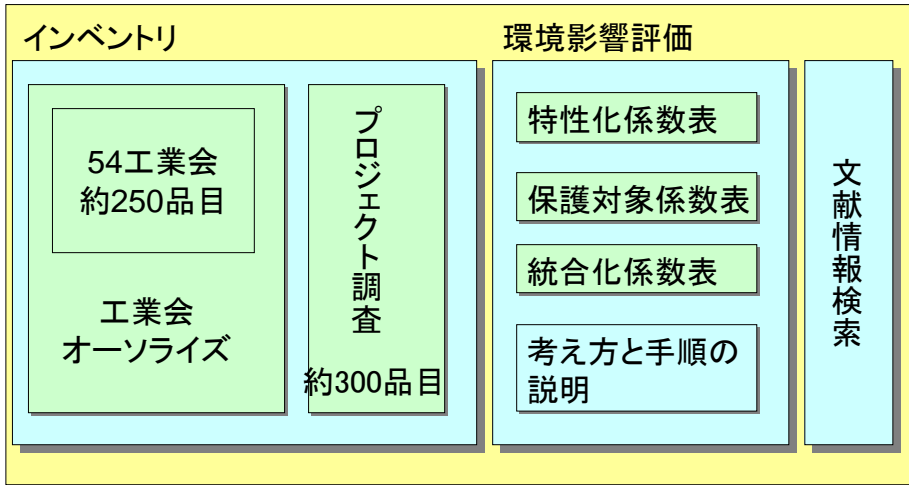 インベントリ
54工業会
約250品目
工業会
オーソライズ
プロジェクト調査
約300品目
環境影響評価
特性化係数表
保護対象係数表
統合化係数表
考え方と手順の
説明
文献情報検索